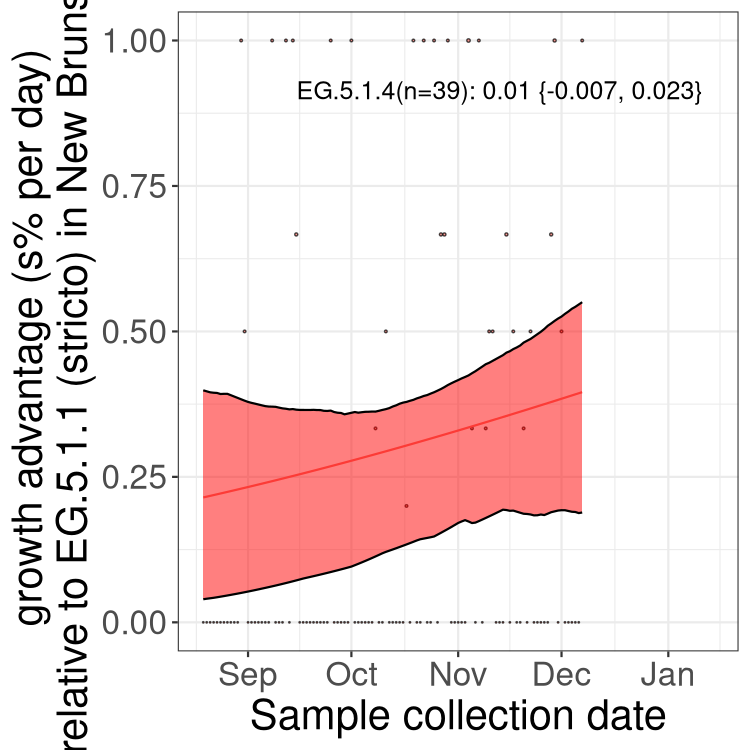 growth advantage (s% per day)
relative to EG.5.1.1 (stricto) in New Bruns
1.00
0.75
0.50
0.25
0.00
EG.5.1.4(n=39): 0.01 {-0.007, 0.023}
Sep Oct Nov Dec Jan
Sample collection date